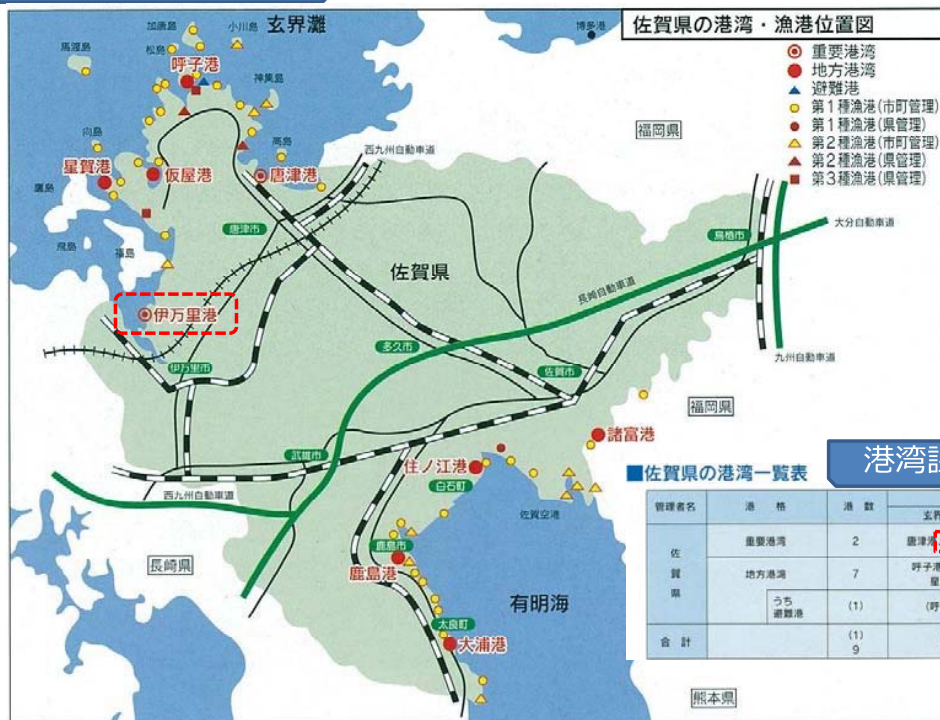 加唐島
小川島
玄界灘
博多港
佐賀県の港湾・漁港位置図
重要港湾
地方港湾
避難港
第1種漁港(市町管理)
第1種漁港(県管理)
第2種漁港(市町管理)
第2種漁港(県管理)
第3種漁港(県管理)
馬渡島
松島
呼子港
神集島
向島
高島
福岡県
西九州自動車道
星賀港
仮屋港
唐津港
鷹島
飛島
福島
唐津市
鳥栖市
大分自動車道
佐賀県
長崎自動車道
伊万里港
多久市
伊万里市
佐賀市
九州自動車道
福岡県
諸富港
武雄市
住ノ江港
白石町
西九州自動車道
佐賀空港
長崎県
鹿島市
鹿島港
有明海
太良町
大浦港
熊本県
港湾
■佐賀県の港湾一覧表
管理者名 港格 港数 玄界
佐賀県 重要港湾 2 唐津港
地方港湾 7 呼子港
星
うち避難港 (1) (呼
合計 (1)
9